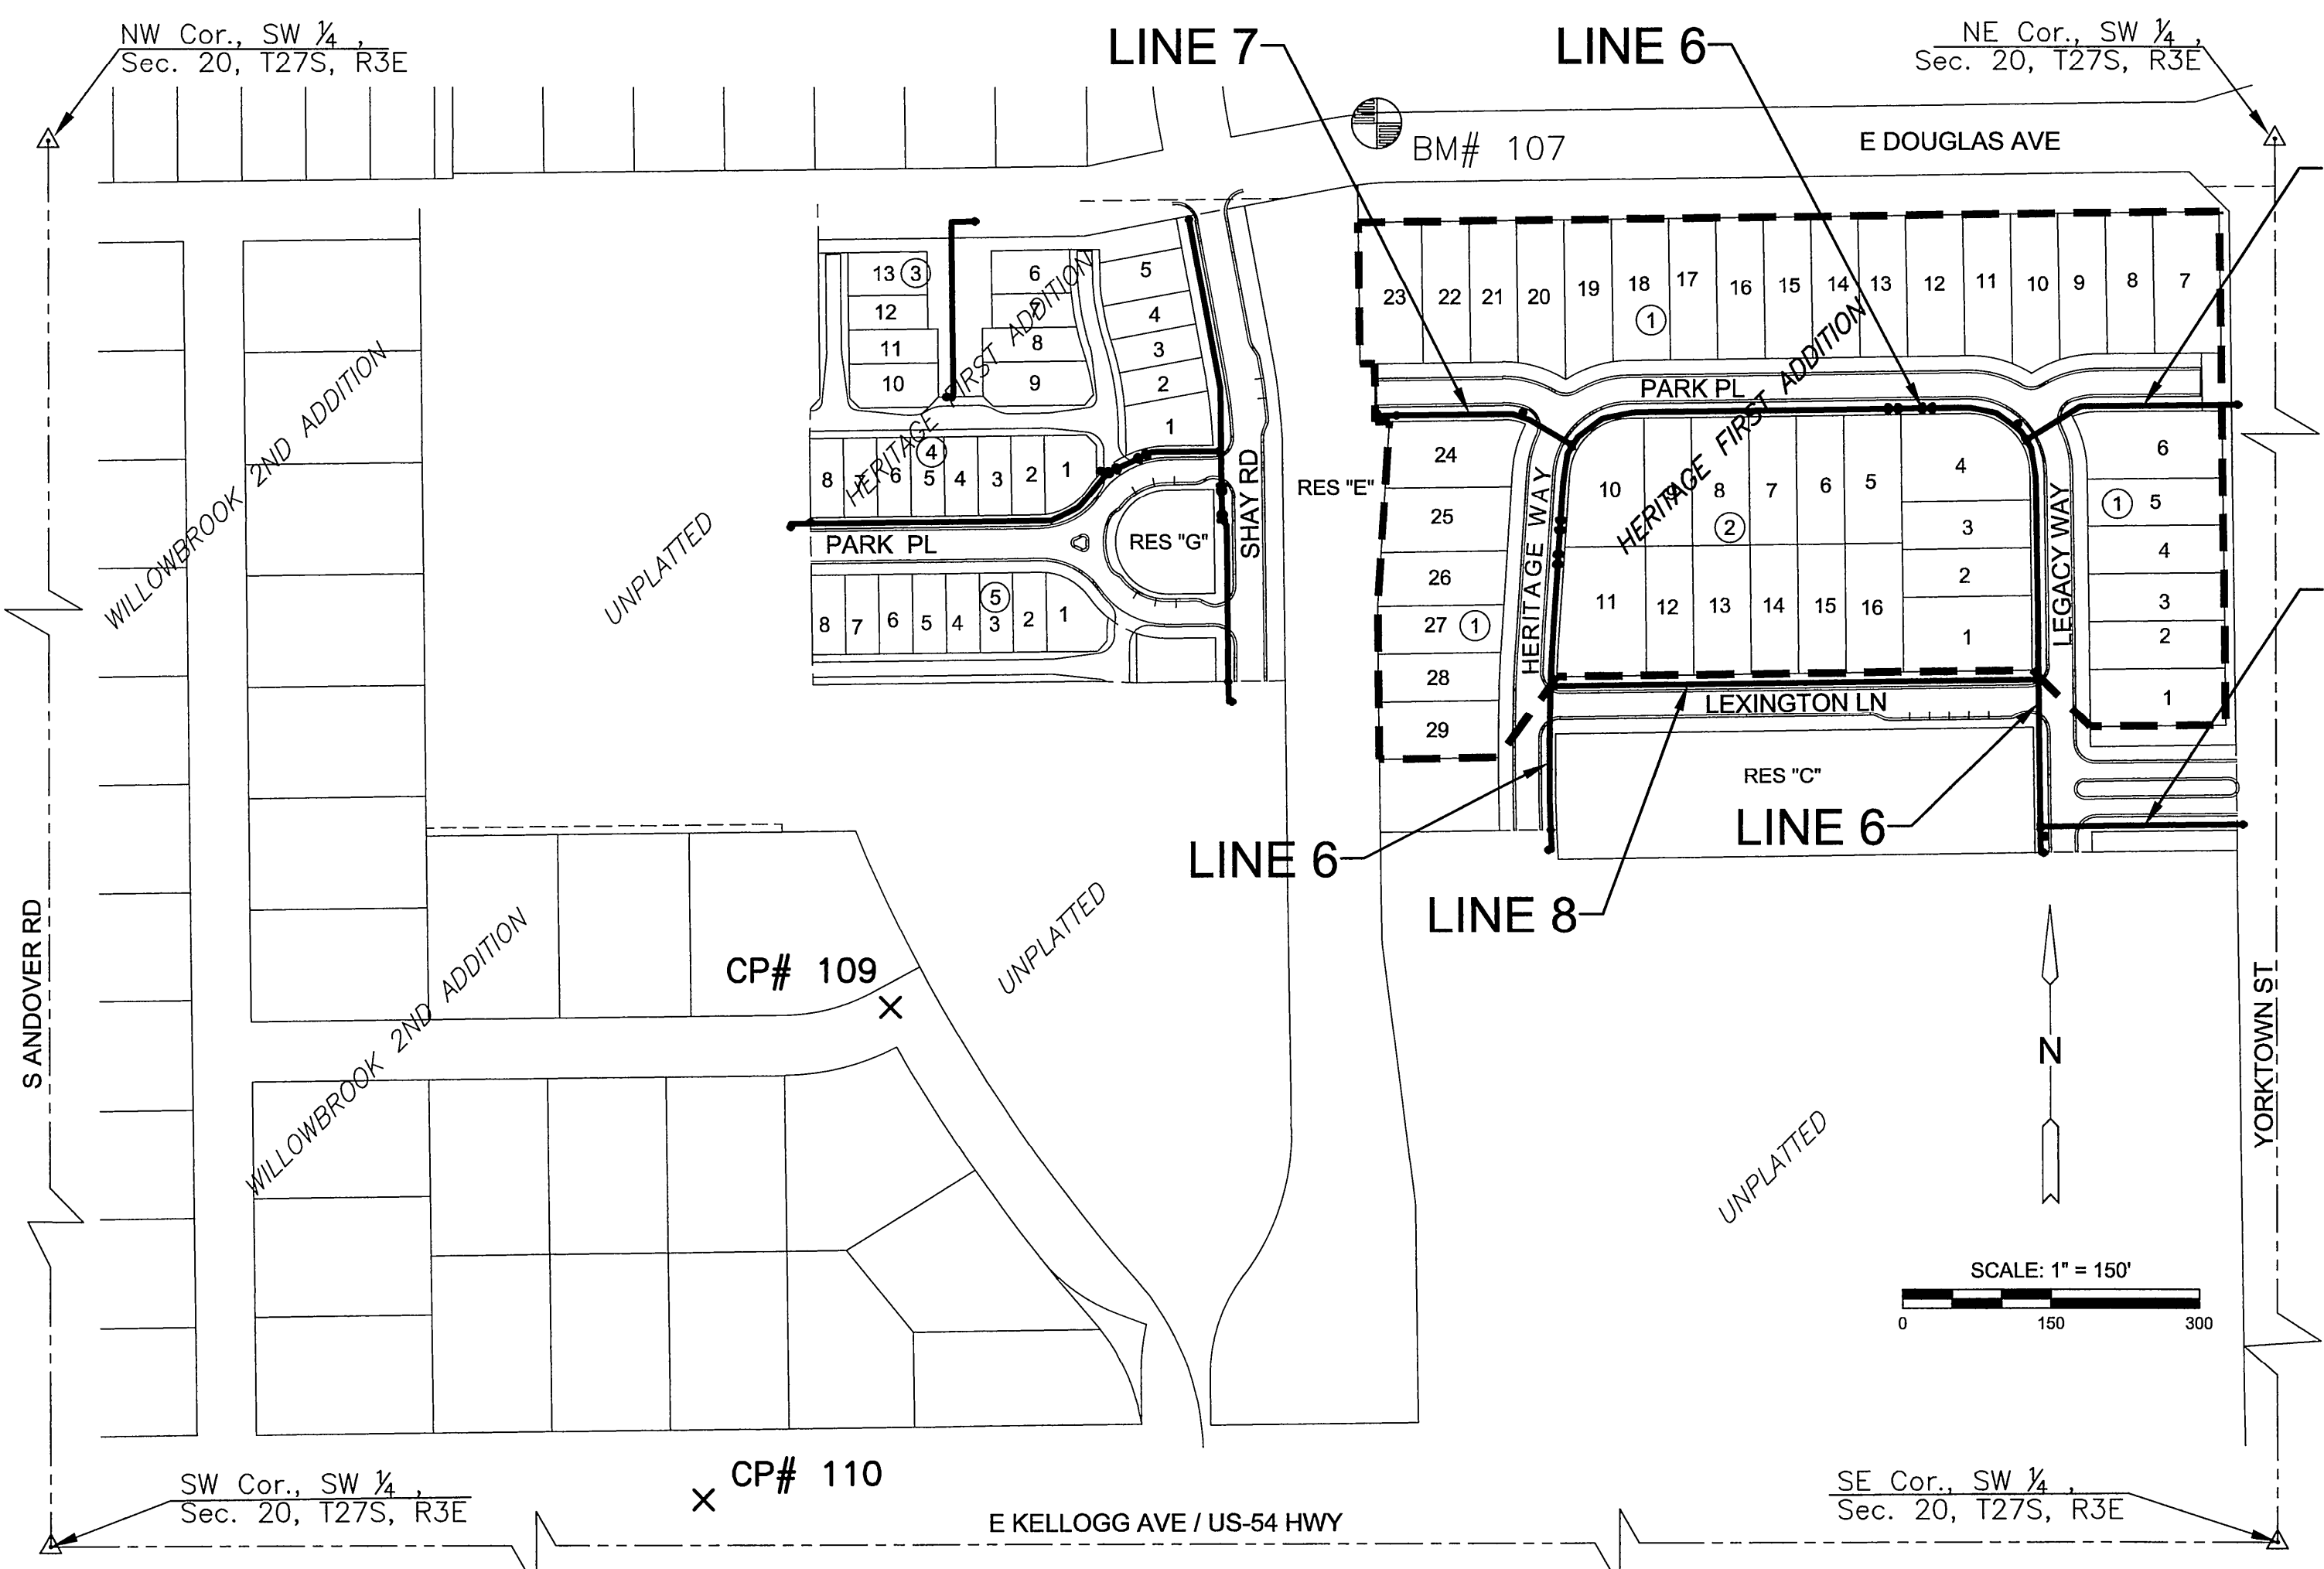 NW Cor., SW ¼ ,
Sec. 20, T27S, R3E
LINE 7
LINE 6
NE Cor., SW ¼ ,
Sec. 20, T27S, R3E
BM# 107
E DOUGLAS AVE
13 3
12
11
10
6
7
8
9
5
4
3
2
1
HERITAGE FIRST ADDITION
8 7 6 5 4 3 2 1
4
PARK PL
RES "G"
SHAY RD
5
8 7 6 5 4 3 2 1
23 22 21 20 19 18 17 16 15 14 13 12 11 10 9 8 7
1
PARK PL
HERITAGE FIRST ADDITION
RES "E"
24
25
26
27 1
28
29
HERITAGE WAY
10 9 8 7 6 5
2
11 12 13 14 15 16
4
3
2
1
LEGACY WAY
6
1 5
4
3
2
1
LEXINGTON LN
RES "C"
LINE 6
LINE 6
LINE 8
WILLOWBROOK 2ND ADDITION
UNPLATTED
UNPLATTED
WILLOWBROOK 2ND ADDITION
CP# 109
S ANDOVER RD
N
YORKTOWN ST
UNPLATTED
SCALE: 1" = 150'
0 150 300
CP# 110
SW Cor., SW ¼ ,
Sec. 20, T27S, R3E
E KELLOGG AVE / US-54 HWY
SE Cor., SW ¼ ,
Sec. 20, T27S, R3E